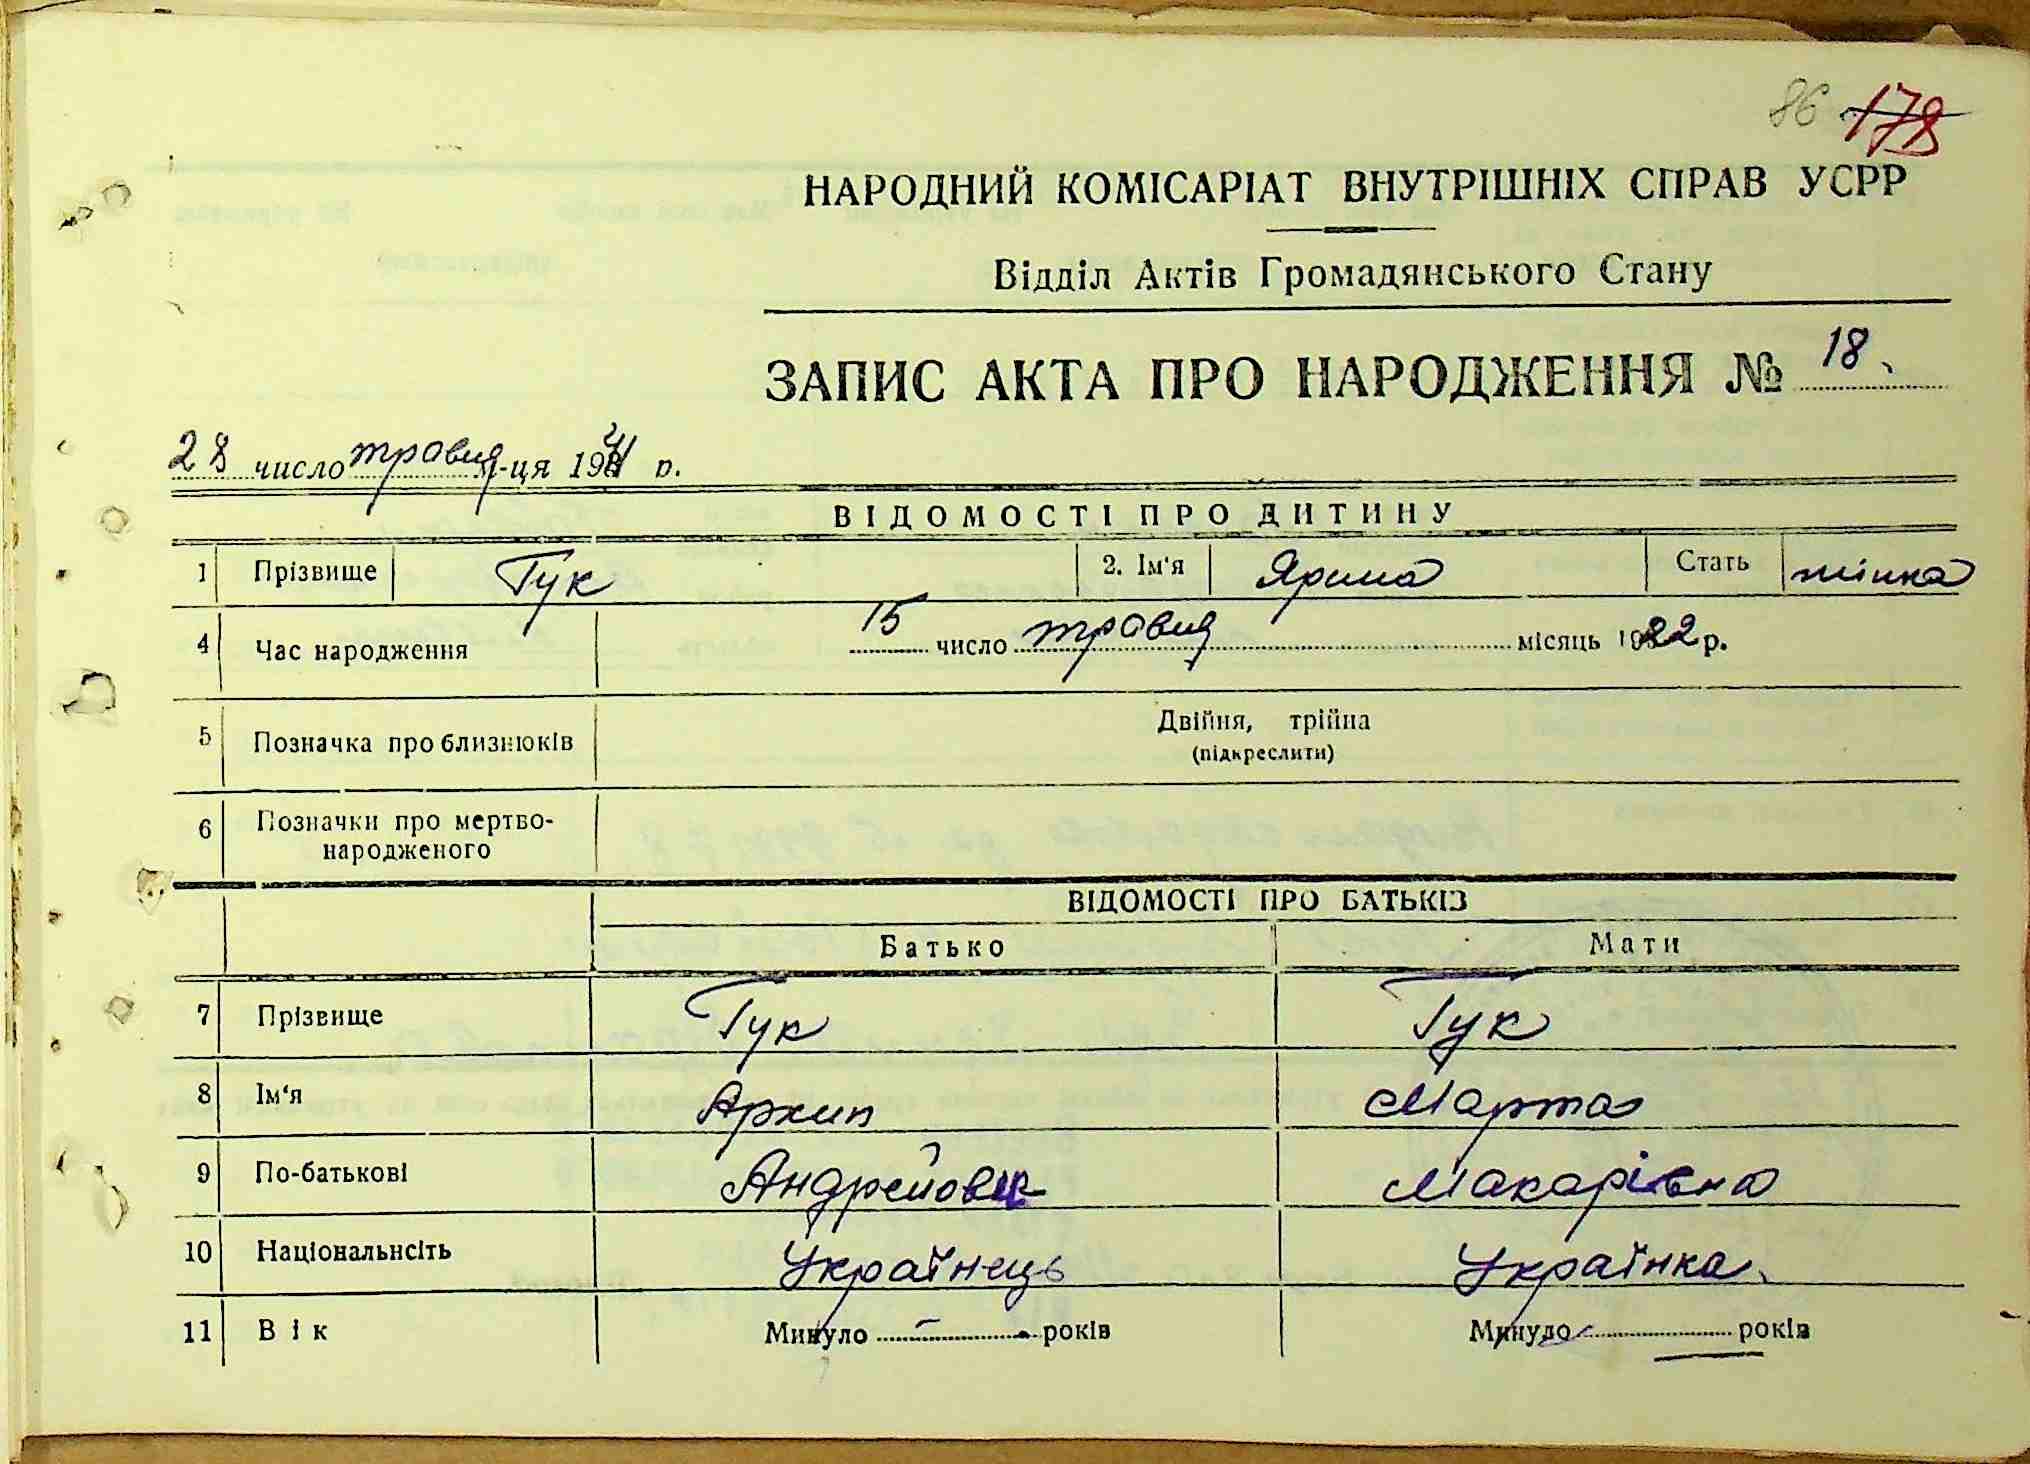 86 178
НАРОДНИЙ КОМІСАРІАТ ВНУТРІШНІХ СПРАВ УСРР
Відділ Актів Громадянського Стану
ЗАПИС АКТА ПРО НАРОДЖЕННЯ № 18
28 число травня м-ця 1941 р.
ВІДОМОСТІ ПРО ДИТИНУ
1 Прізвище Гук 2. Ім'я Ярина Стать жінка
4 Час народження 15 число травня місяць 1922 р.
5 Позначка про близнюків Двійня, трійна
(підкреслити)
6 Позначки про мертво-
народженого
ВІДОМОСТІ ПРО БАТЬКІВ
Батько Мати
7 Прізвище Гук Гук
8 Ім'я Архип Марта
9 По-батькові Андрейович Макарівна
10 Національнсіть Українець Українка
11 Вік Минуло - років Минуло - років